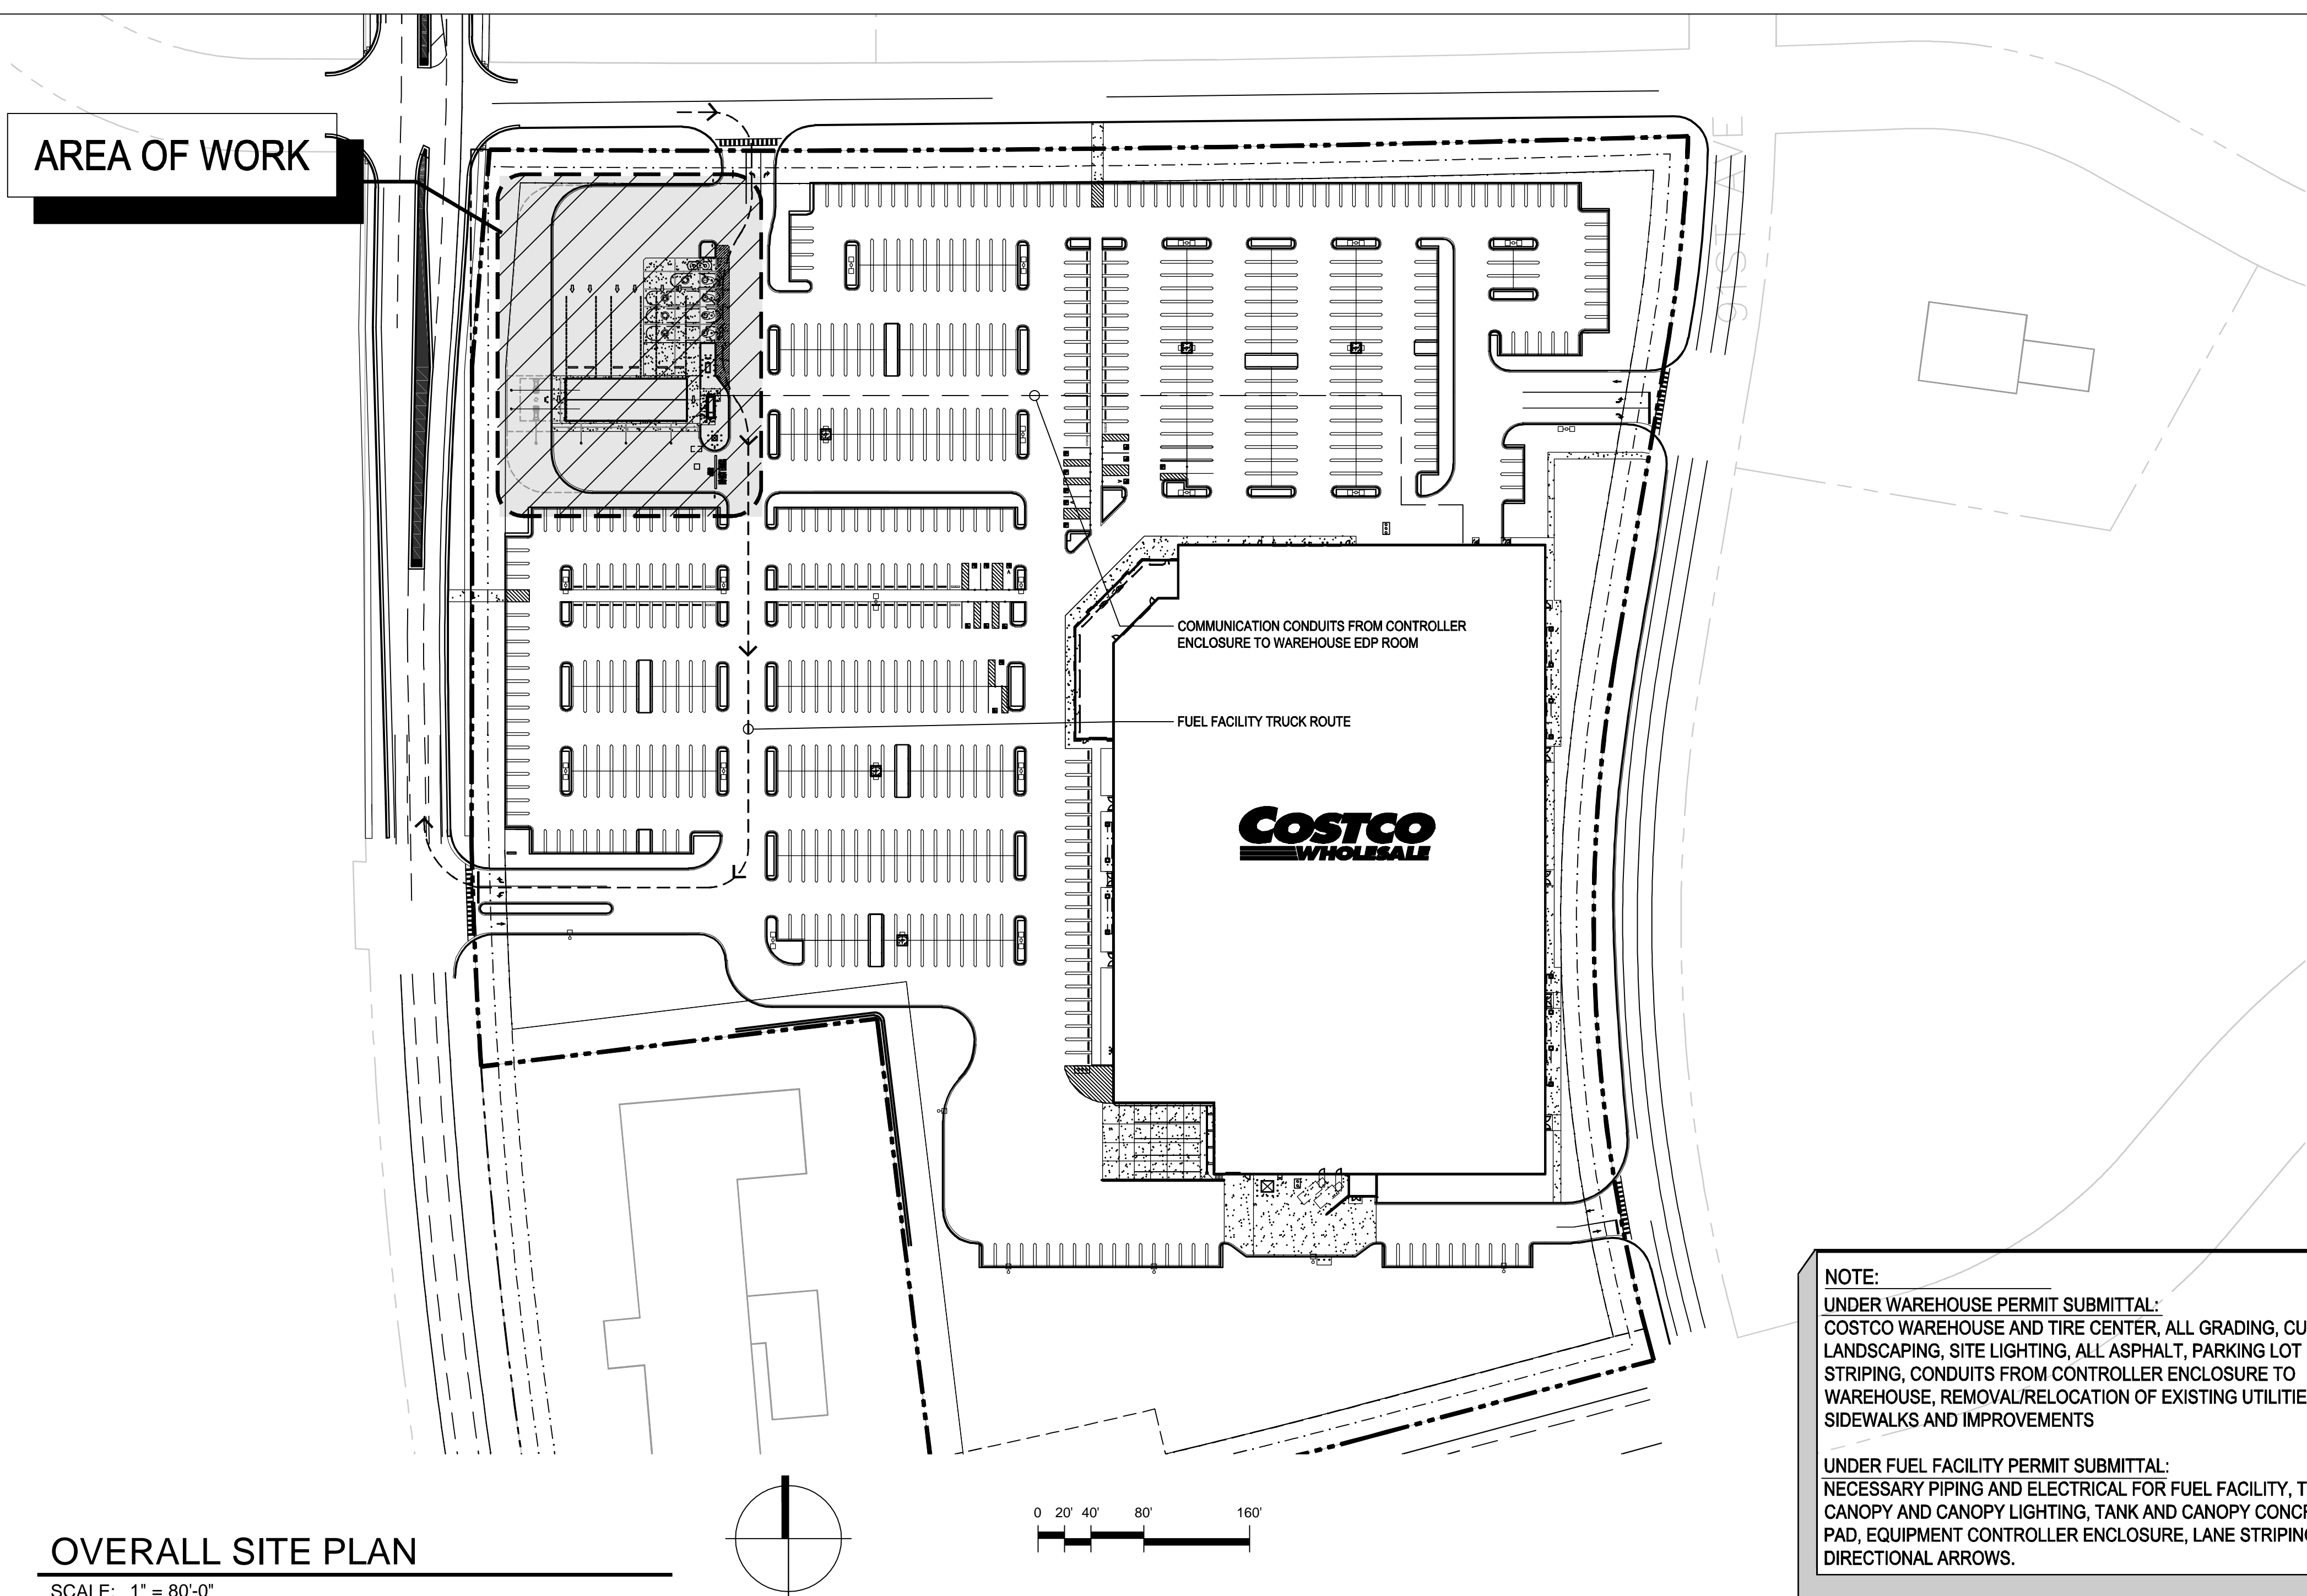 AREA OF WORK
91ST AVE
COMMUNICATION CONDUITS FROM CONTROLLER
ENCLOSURE TO WAREHOUSE EDP ROOM
FUEL FACILITY TRUCK ROUTE
COSTCO
WHOLESALE
NOTE:
UNDER WAREHOUSE PERMIT SUBMITTAL:
COSTCO WAREHOUSE AND TIRE CENTER, ALL GRADING, CU
LANDSCAPING, SITE LIGHTING, ALL ASPHALT, PARKING LOT
STRIPING, CONDUITS FROM CONTROLLER ENCLOSURE TO
WAREHOUSE, REMOVAL/RELOCATION OF EXISTING UTILITIE
SIDEWALKS AND IMPROVEMENTS
UNDER FUEL FACILITY PERMIT SUBMITTAL:
NECESSARY PIPING AND ELECTRICAL FOR FUEL FACILITY, T
CANOPY AND CANOPY LIGHTING, TANK AND CANOPY CONCR
PAD, EQUIPMENT CONTROLLER ENCLOSURE, LANE STRIPING
DIRECTIONAL ARROWS.
0 20' 40' 80' 160'
OVERALL SITE PLAN
SCALE: 1" = 80'-0"